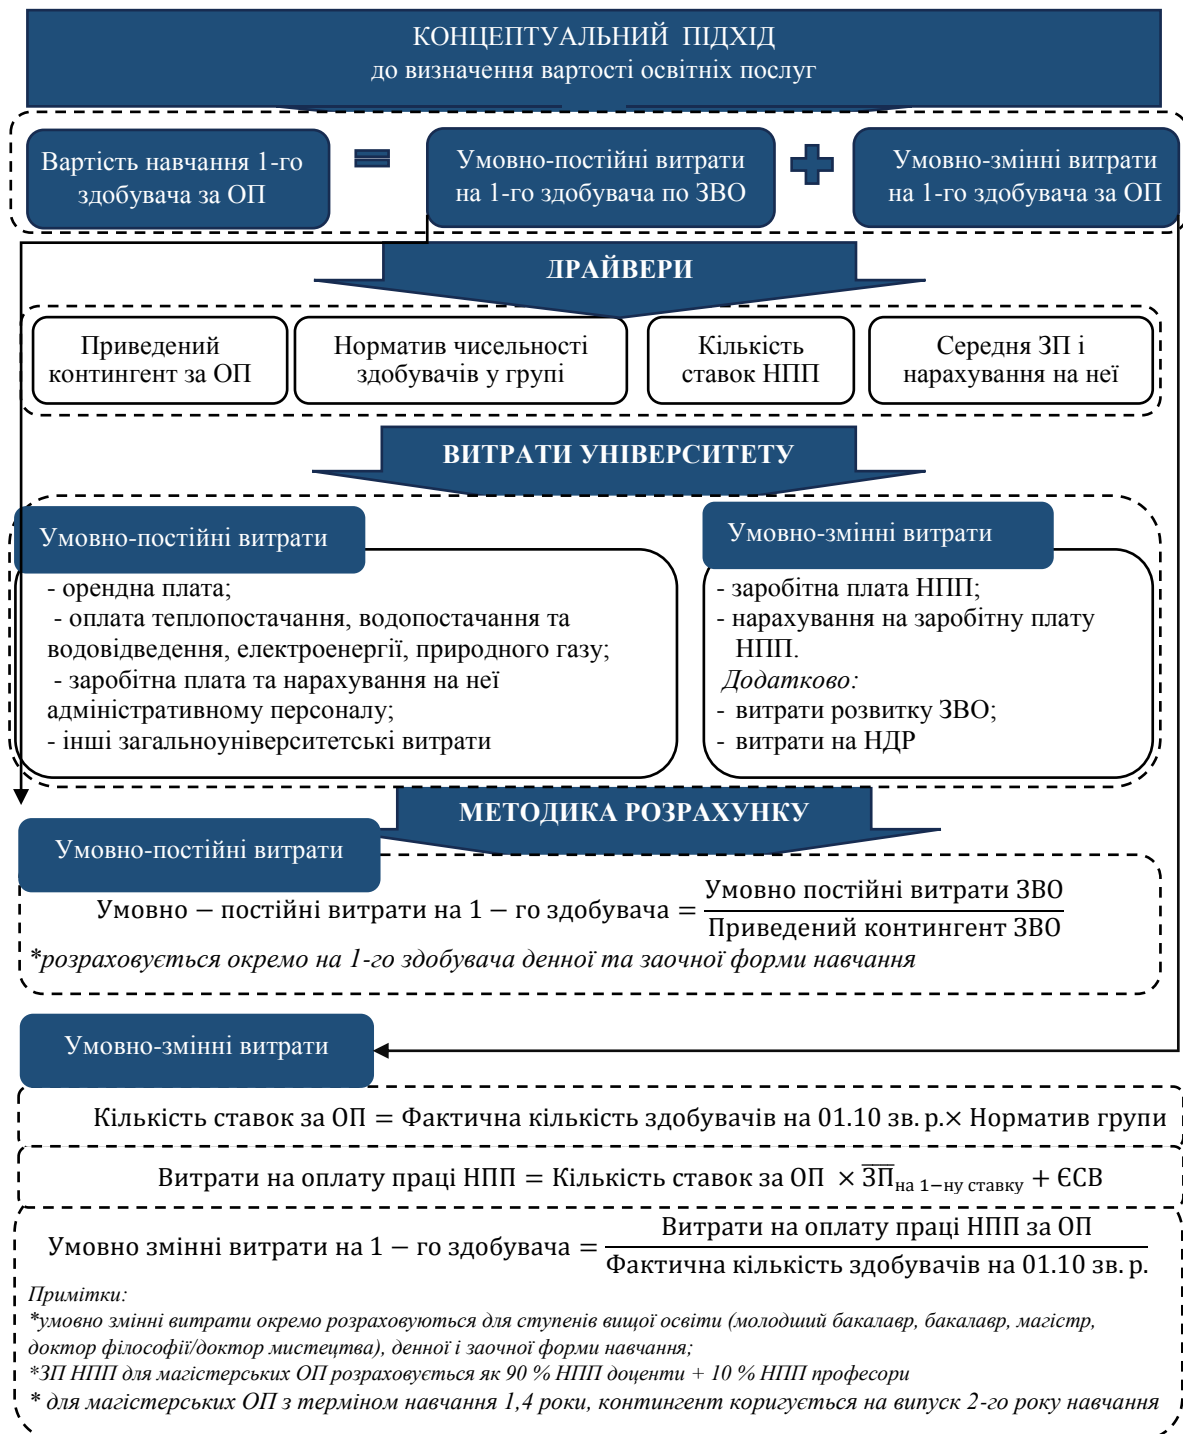 КОНЦЕПТУАЛЬНИЙ ПІДХІД
до визначення вартості освітніх послуг
Вартість навчання 1-го
здобувача за ОП
=
Умовно-постійні витрати
на 1-го здобувача по ЗВО
+
Умовно-змінні витрати
на 1-го здобувача за ОП
ДРАЙВЕРИ
Приведений
контингент за ОП
Норматив чисельності
здобувачів у групі
Кількість
ставок НПП
Середня ЗП і
нарахування на неї
ВИТРАТИ УНІВЕРСИТЕТУ
Умовно-постійні витрати
- орендна плата;
- оплата теплопостачання, водопостачання та
водовідведення, електроенергії, природного газу;
- заробітна плата та нарахування на неї
адміністративному персоналу;
- інші загальноуніверситетські витрати
Умовно-змінні витрати
- заробітна плата НПП;
- нарахування на заробітну плату
НПП.
Додатково:
- витрати розвитку ЗВО;
- витрати на НДР
МЕТОДИКА РОЗРАХУНКУ
Умовно-постійні витрати
Умовно − постійні витрати на 1 − го здобувача = Умовно постійні витрати ЗВО / Приведений контингент ЗВО
*розраховується окремо на 1-го здобувача денної та заочної форми навчання
Умовно-змінні витрати
Кількість ставок за ОП = Фактична кількість здобувачів на 01.10 зв. р.× Норматив групи
Витрати на оплату праці НПП = Кількість ставок за ОП × З̅П̅ на 1−ну ставку + ЄСВ
Умовно змінні витрати на 1 − го здобувача = Витрати на оплату праці НПП за ОП / Фактична кількість здобувачів на 01.10 зв. р.
Примітки:
*умовно змінні витрати окремо розраховуються для ступенів вищої освіти (молодший бакалавр, бакалавр, магістр,
доктор філософії/доктор мистецтва), денної і заочної форми навчання;
*ЗП НПП для магістерських ОП розраховується як 90 % НПП доценти + 10 % НПП професори
* для магістерських ОП з терміном навчання 1,4 роки, контингент коригується на випуск 2-го року навчання